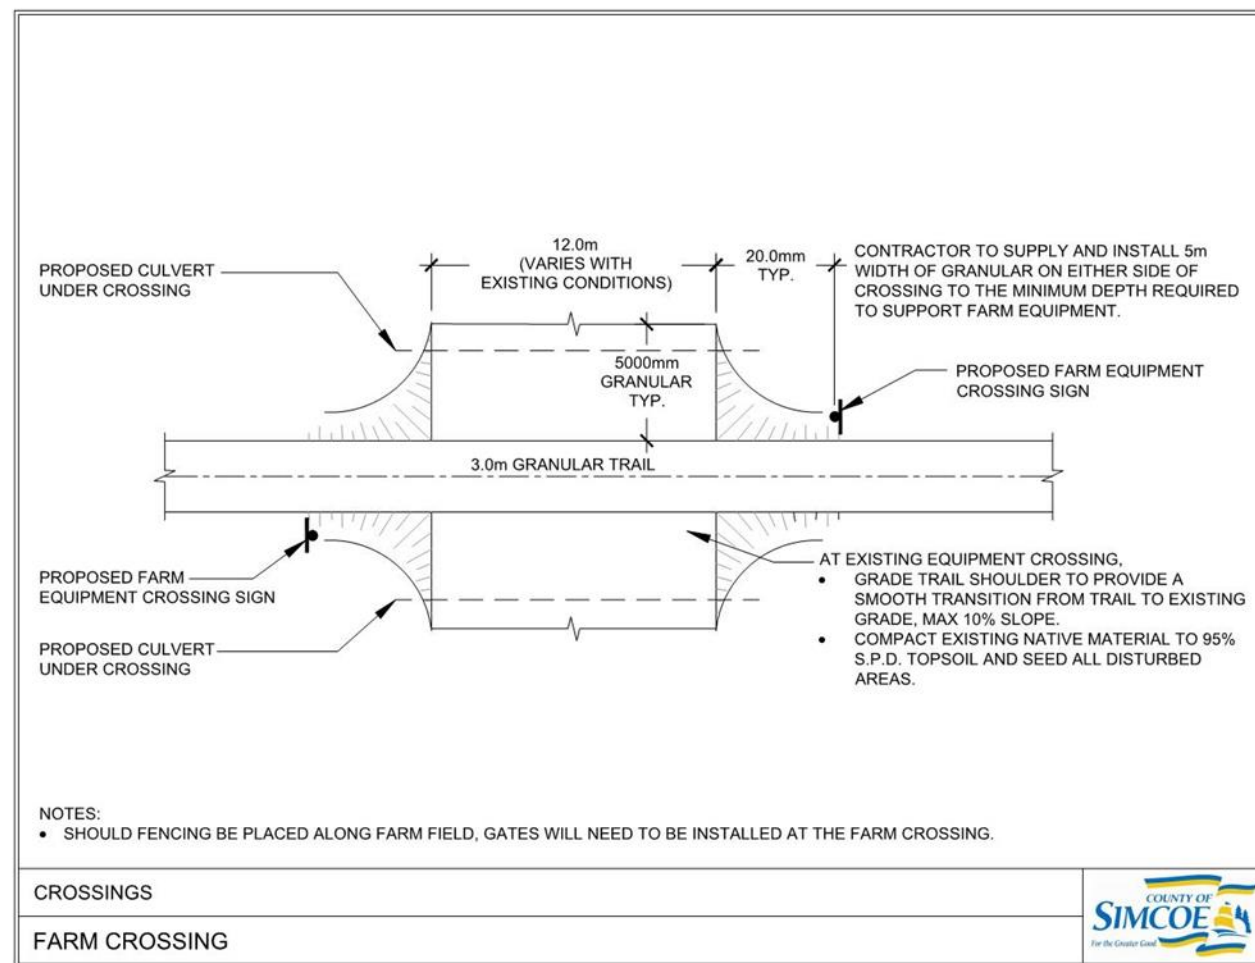 12.0m
(VARIES WITH
EXISTING CONDITIONS)
20.0mm
TYP.
CONTRACTOR TO SUPPLY AND INSTALL 5m
WIDTH OF GRANULAR ON EITHER SIDE OF
CROSSING TO THE MINIMUM DEPTH REQUIRED
TO SUPPORT FARM EQUIPMENT.
PROPOSED CULVERT
UNDER CROSSING
5000mm
GRANULAR
TYP.
PROPOSED FARM EQUIPMENT
CROSSING SIGN
3.0m GRANULAR TRAIL
PROPOSED FARM
EQUIPMENT CROSSING SIGN
PROPOSED CULVERT
UNDER CROSSING
AT EXISTING EQUIPMENT CROSSING,
• GRADE TRAIL SHOULDER TO PROVIDE A
SMOOTH TRANSITION FROM TRAIL TO EXISTING
GRADE, MAX 10% SLOPE.
• COMPACT EXISTING NATIVE MATERIAL TO 95%
S.P.D. TOPSOIL AND SEED ALL DISTURBED
AREAS.
NOTES:
• SHOULD FENCING BE PLACED ALONG FARM FIELD, GATES WILL NEED TO BE INSTALLED AT THE FARM CROSSING.
CROSSINGS
FARM CROSSING
COUNTY OF
SIMCOE
For the Greater Good